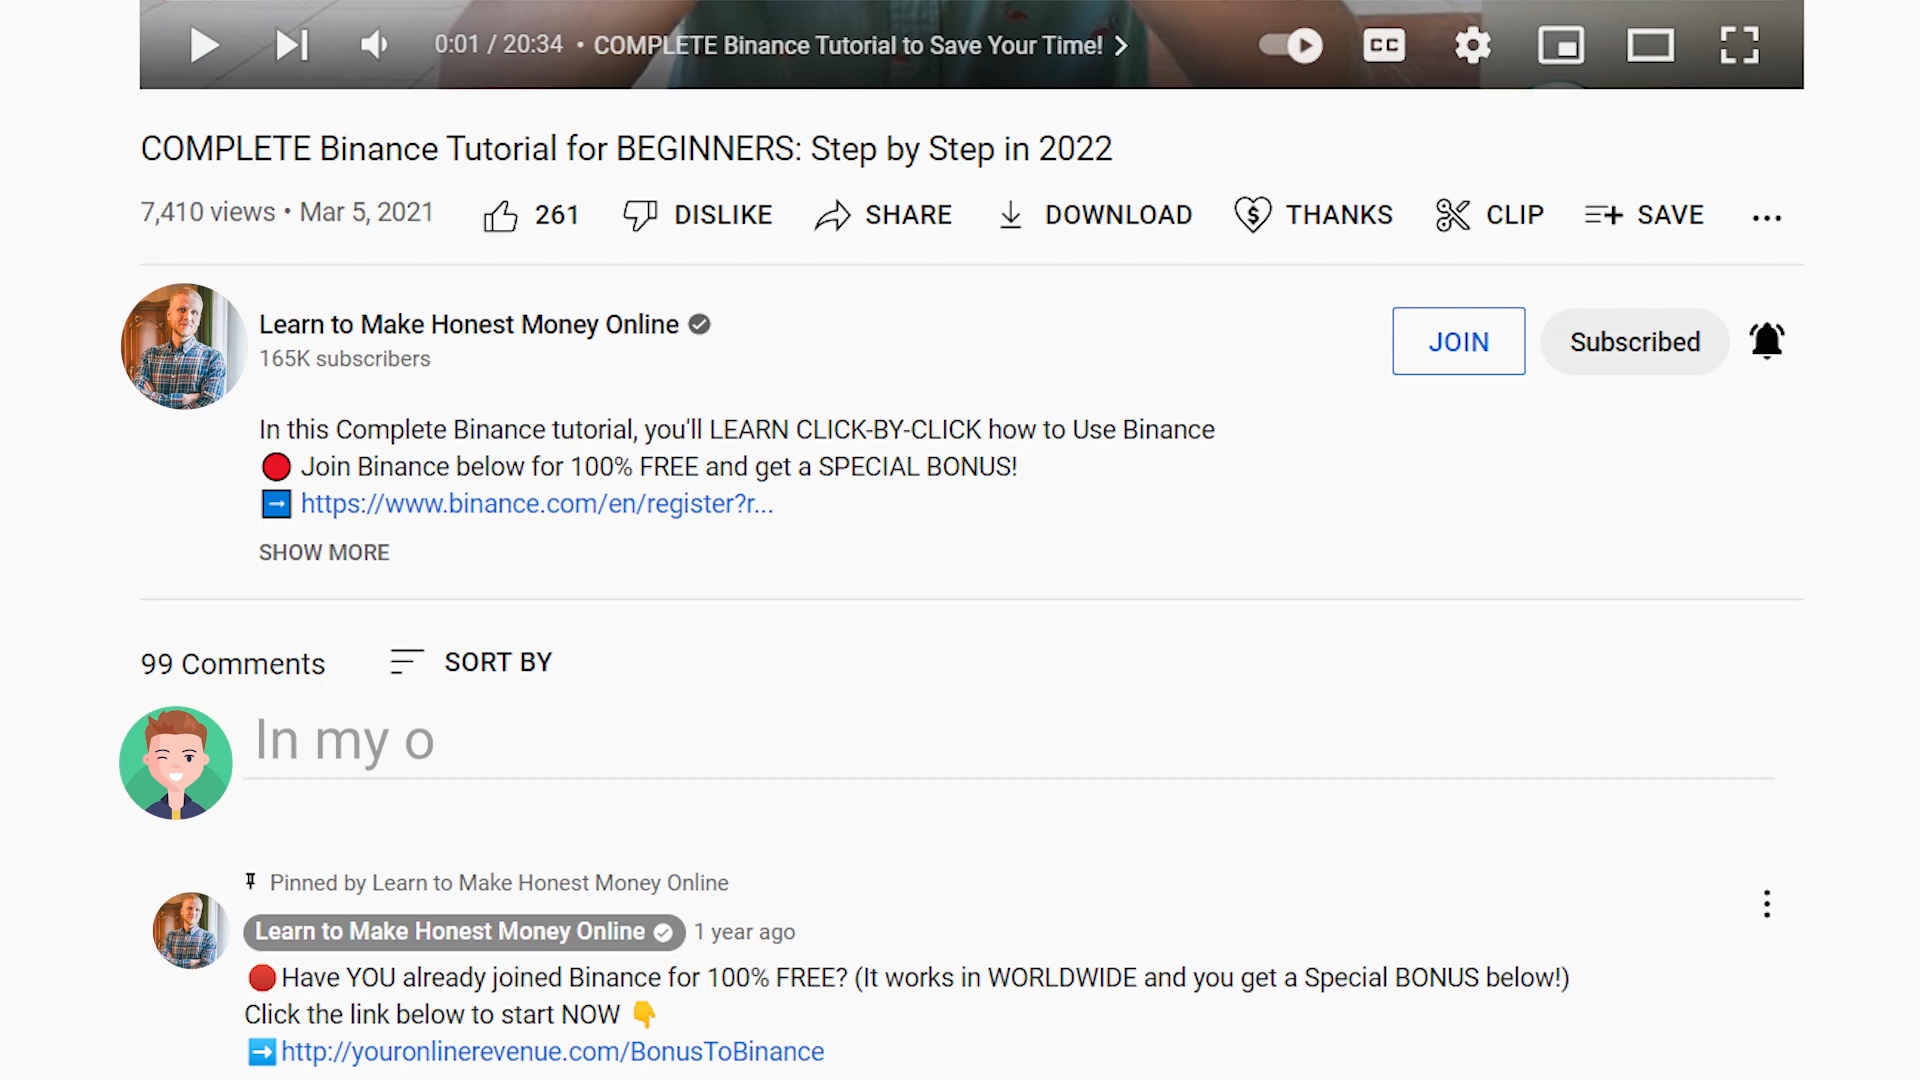 0:01 / 20:34 • COMPLETE Binance Tutorial to Save Your Time!
CC
COMPLETE Binance Tutorial for BEGINNERS: Step by Step in 2022
7,410 views • Mar 5, 2021 261 DISLIKE SHARE DOWNLOAD THANKS CLIP SAVE
Learn to Make Honest Money Online
165K subscribers
JOIN Subscribed
In this Complete Binance tutorial, you'll LEARN CLICK-BY-CLICK how to Use Binance
🔴 Join Binance below for 100% FREE and get a SPECIAL BONUS!
➡️ https://www.binance.com/en/register?r...
SHOW MORE
99 Comments SORT BY
In my o
Pinned by Learn to Make Honest Money Online
Learn to Make Honest Money Online 1 year ago
🔴Have YOU already joined Binance for 100% FREE? (It works in WORLDWIDE and you get a Special BONUS below!)
Click the link below to start NOW 👇
➡️http://youronlinerevenue.com/BonusToBinance